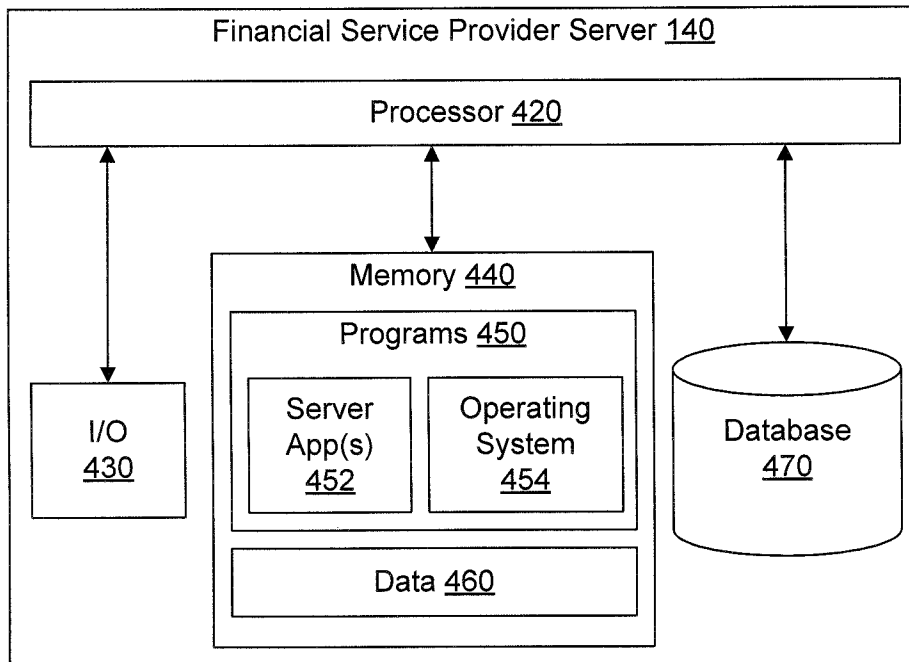 Financial Service Provider Server 140
Processor 420
Memory 440
Programs 450
Server
App(s)
452
Operating
System
454
I/O
430
Database
470
Data 460